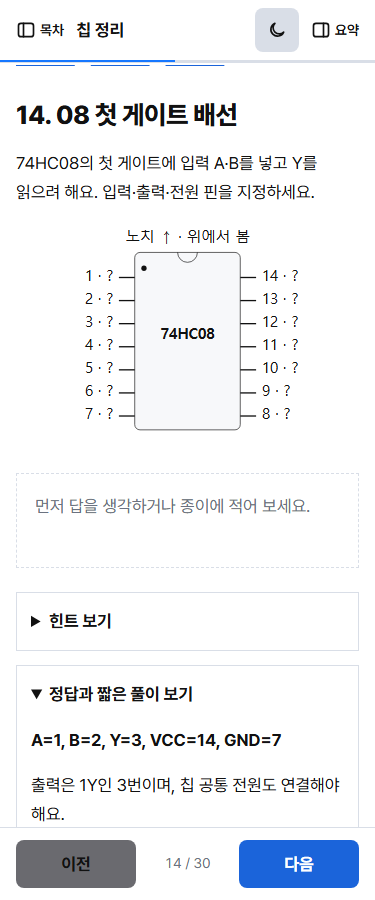 목차 칩 정리 요약
14. 08 첫 게이트 배선
74HC08의 첫 게이트에 입력 A·B를 넣고 Y를
읽으려 해요. 입력·출력·전원 핀을 지정하세요.
노치 ↑ · 위에서 봄
1 · ? 14 · ?
2 · ? 13 · ?
3 · ? 12 · ?
74HC08
4 · ? 11 · ?
5 · ? 10 · ?
6 · ? 9 · ?
7 · ? 8 · ?
먼저 답을 생각하거나 종이에 적어 보세요.
▶ 힌트 보기
▼ 정답과 짧은 풀이 보기
A=1, B=2, Y=3, VCC=14, GND=7
출력은 1Y인 3번이며, 칩 공통 전원도 연결해야
해요.
이전 14 / 30 다음